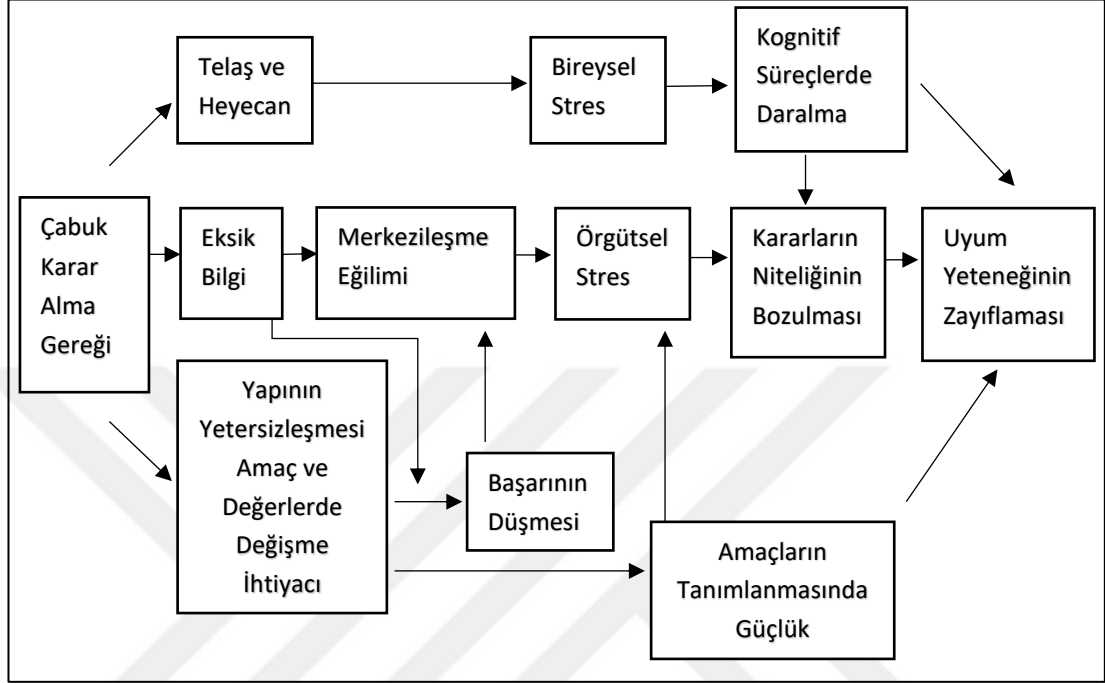 Telaş ve
Heyecan
Bireysel
Stres
Kognitif
Süreçlerde
Daralma
Çabuk
Karar
Alma
Gereği
Eksik
Bilgi
Merkezileşme
Eğilimi
Örgütsel
Stres
Kararların
Niteliğinin
Bozulması
Uyum
Yeteneğinin
Zayıflaması
Yapının
Yetersizleşmesi
Amaç ve
Değerlerde
Değişme
İhtiyacı
Başarının
Düşmesi
Amaçların
Tanımlanmasında
Güçlük